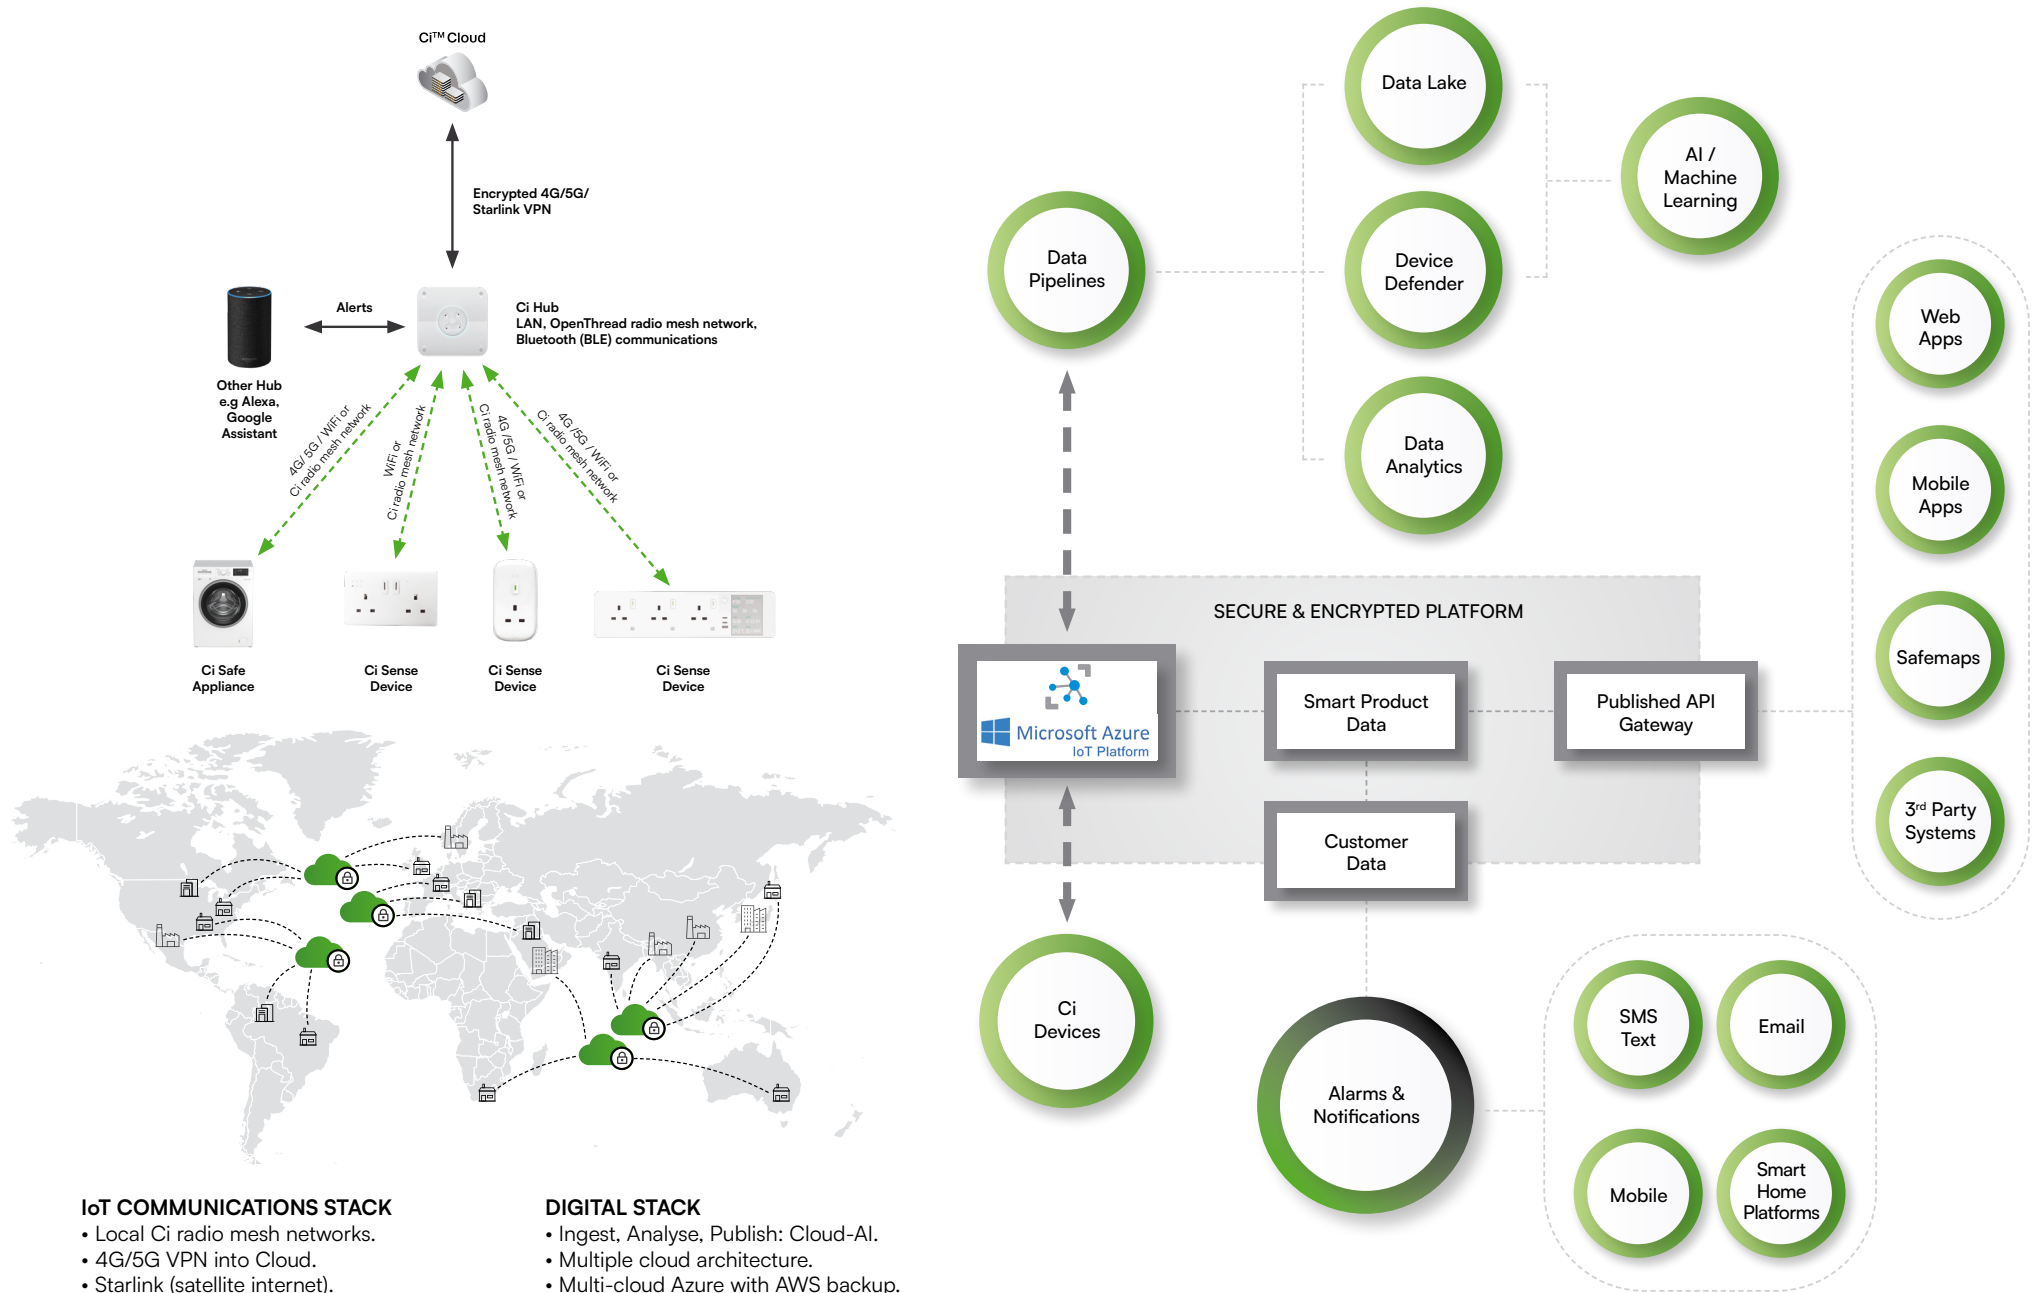 Ci™ Cloud
Encrypted 4G/5G/
Starlink VPN
Alerts
Ci Hub
LAN, OpenThread radio mesh network,
Bluetooth (BLE) communications
Other Hub
e.g Alexa,
Google
Assistant
4G/ 5G / WiFi or
Ci radio mesh network
WiFi or
Ci radio mesh network
4G /5G / WiFi or
Ci radio mesh network
4G /5G / WiFi or
Ci radio mesh network
Ci Safe
Appliance
Ci Sense
Device
Ci Sense
Device
Ci Sense
Device
IoT COMMUNICATIONS STACK
• Local Ci radio mesh networks.
• 4G/5G VPN into Cloud.
• Starlink (satellite internet).
DIGITAL STACK
• Ingest, Analyse, Publish: Cloud-AI.
• Multiple cloud architecture.
• Multi-cloud Azure with AWS backup.
Data
Pipelines
Data Lake
Device
Defender
Data
Analytics
AI /
Machine
Learning
SECURE & ENCRYPTED PLATFORM
Microsoft Azure
IoT Platform
Smart Product
Data
Published API
Gateway
Customer
Data
Web
Apps
Mobile
Apps
Safemaps
3rd Party
Systems
Ci
Devices
Alarms &
Notifications
SMS
Text
Email
Mobile
Smart
Home
Platforms